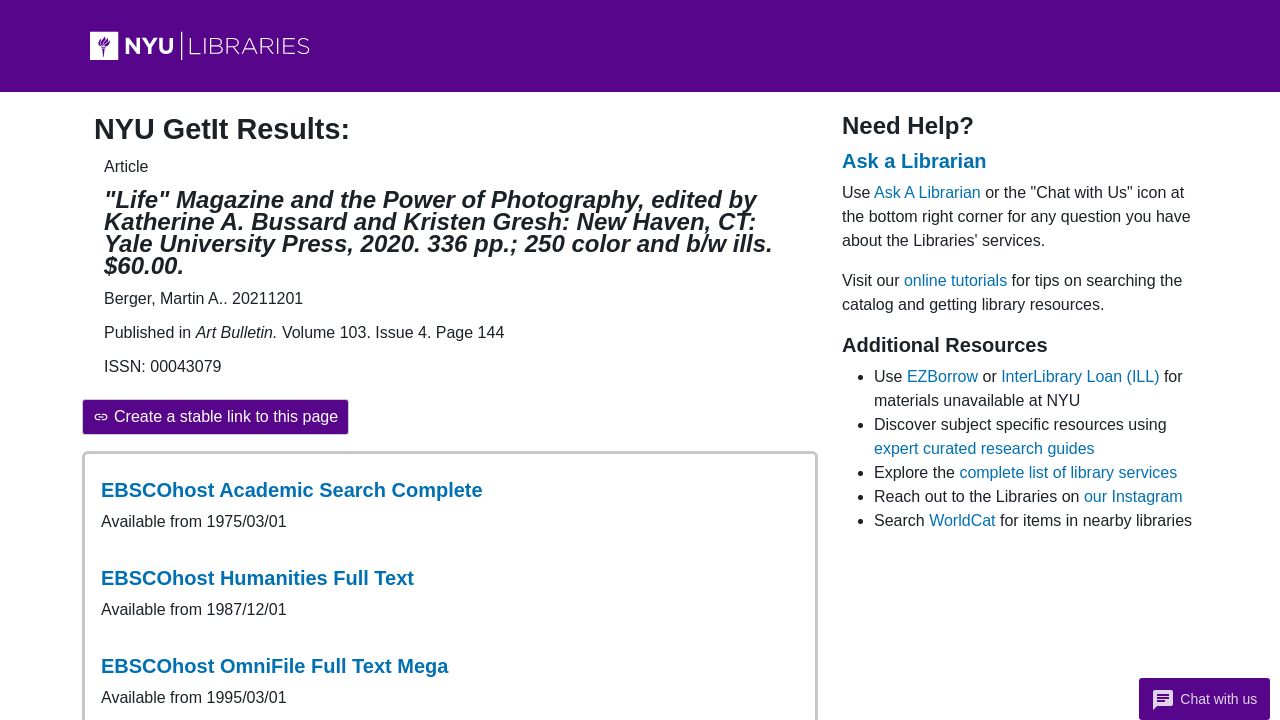 NYU LIBRARIES
NYU GetIt Results:
Article
"Life" Magazine and the Power of Photography, edited by
Katherine A. Bussard and Kristen Gresh: New Haven, CT:
Yale University Press, 2020. 336 pp.; 250 color and b/w ills.
$60.00.
Berger, Martin A.. 20211201
Published in Art Bulletin. Volume 103. Issue 4. Page 144
ISSN: 00043079
Create a stable link to this page
EBSCOhost Academic Search Complete
Available from 1975/03/01
EBSCOhost Humanities Full Text
Available from 1987/12/01
EBSCOhost OmniFile Full Text Mega
Available from 1995/03/01
Need Help?
Ask a Librarian
Use Ask A Librarian or the "Chat with Us" icon at
the bottom right corner for any question you have
about the Libraries' services.
Visit our online tutorials for tips on searching the
catalog and getting library resources.
Additional Resources
Use EZBorrow or InterLibrary Loan (ILL) for
materials unavailable at NYU
Discover subject specific resources using
expert curated research guides
Explore the complete list of library services
Reach out to the Libraries on our Instagram
Search WorldCat for items in nearby libraries
Chat with us